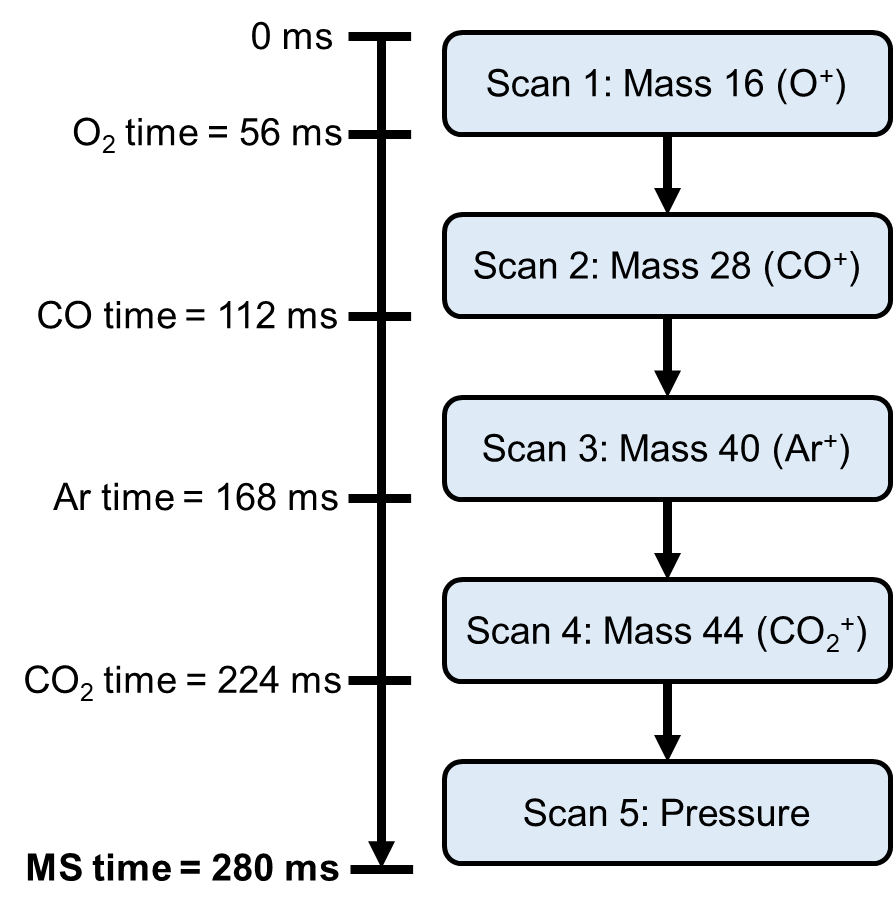 0 ms
Scan 1: Mass 16 (O⁺)
O₂ time = 56 ms
Scan 2: Mass 28 (CO⁺)
CO time = 112 ms
Scan 3: Mass 40 (Ar⁺)
Ar time = 168 ms
Scan 4: Mass 44 (CO₂⁺)
CO₂ time = 224 ms
Scan 5: Pressure
MS time = 280 ms